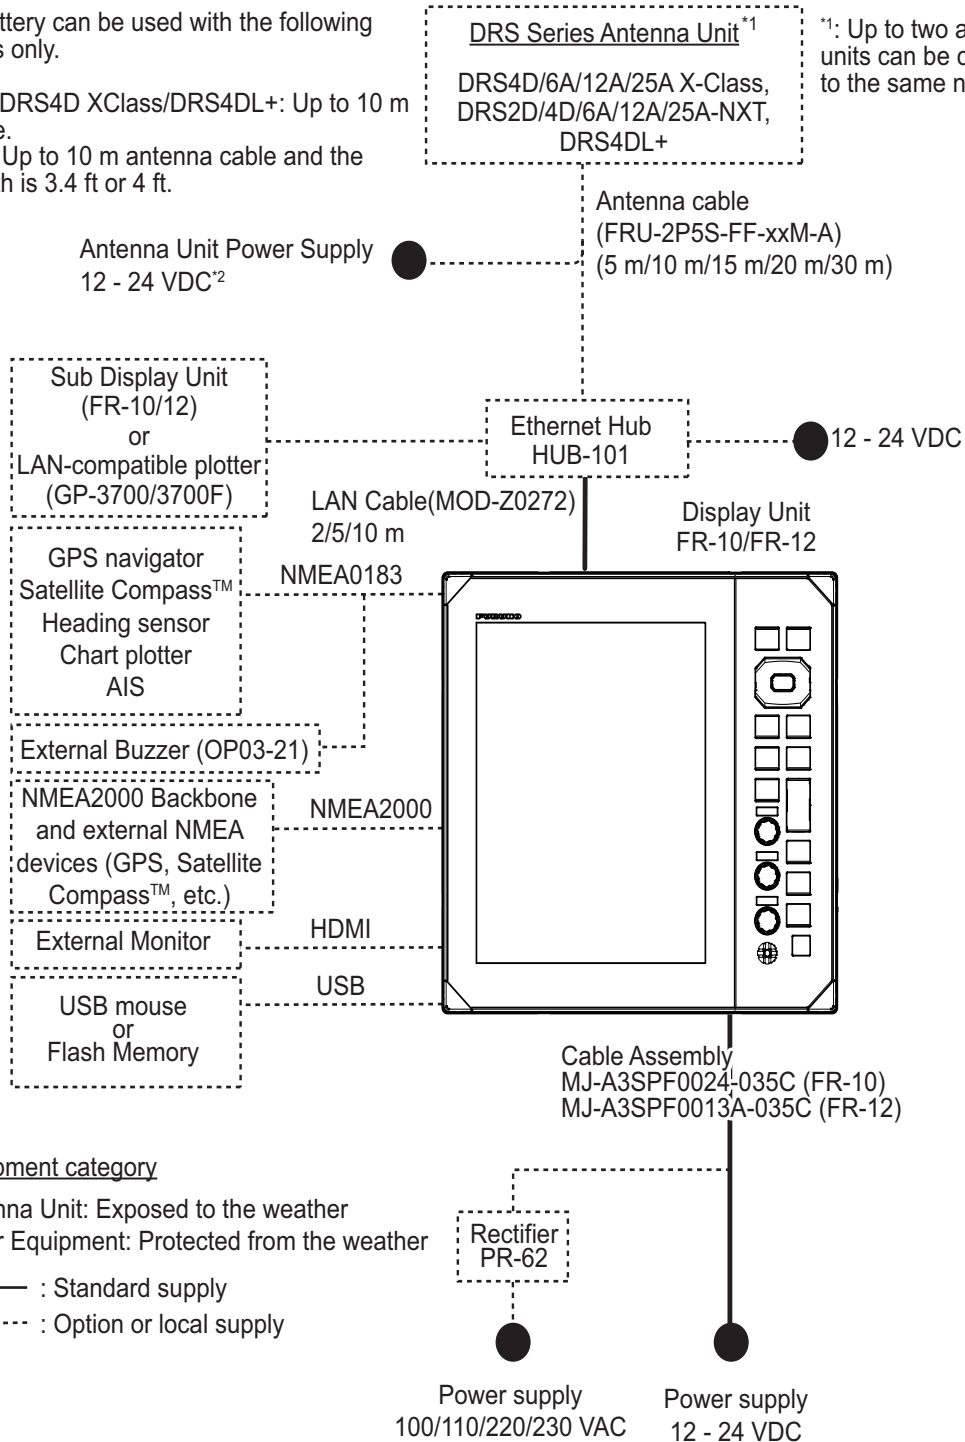 ttery can be used with the following
s only.
DRS4D XClass/DRS4DL+: Up to 10 m
e.
Up to 10 m antenna cable and the
th is 3.4 ft or 4 ft.
DRS Series Antenna Unit*1
DRS4D/6A/12A/25A X-Class,
DRS2D/4D/6A/12A/25A-NXT,
DRS4DL+
*1: Up to two a
units can be c
to the same n
Antenna cable
(FRU-2P5S-FF-xxM-A)
(5 m/10 m/15 m/20 m/30 m)
Antenna Unit Power Supply
12 - 24 VDC*2
Sub Display Unit
(FR-10/12)
or
LAN-compatible plotter
(GP-3700/3700F)
Ethernet Hub
HUB-101
12 - 24 VDC
LAN Cable(MOD-Z0272)
2/5/10 m
Display Unit
FR-10/FR-12
GPS navigator
Satellite Compass™
Heading sensor
Chart plotter
AIS
NMEA0183
FURUNO
External Buzzer (OP03-21)
NMEA2000 Backbone
and external NMEA
devices (GPS, Satellite
Compass™, etc.)
NMEA2000
External Monitor
HDMI
USB mouse
or
Flash Memory
USB
Cable Assembly
MJ-A3SPF0024-035C (FR-10)
MJ-A3SPF0013A-035C (FR-12)
pment category
nna Unit: Exposed to the weather
r Equipment: Protected from the weather
: Standard supply
: Option or local supply
Rectifier
PR-62
Power supply
100/110/220/230 VAC
Power supply
12 - 24 VDC